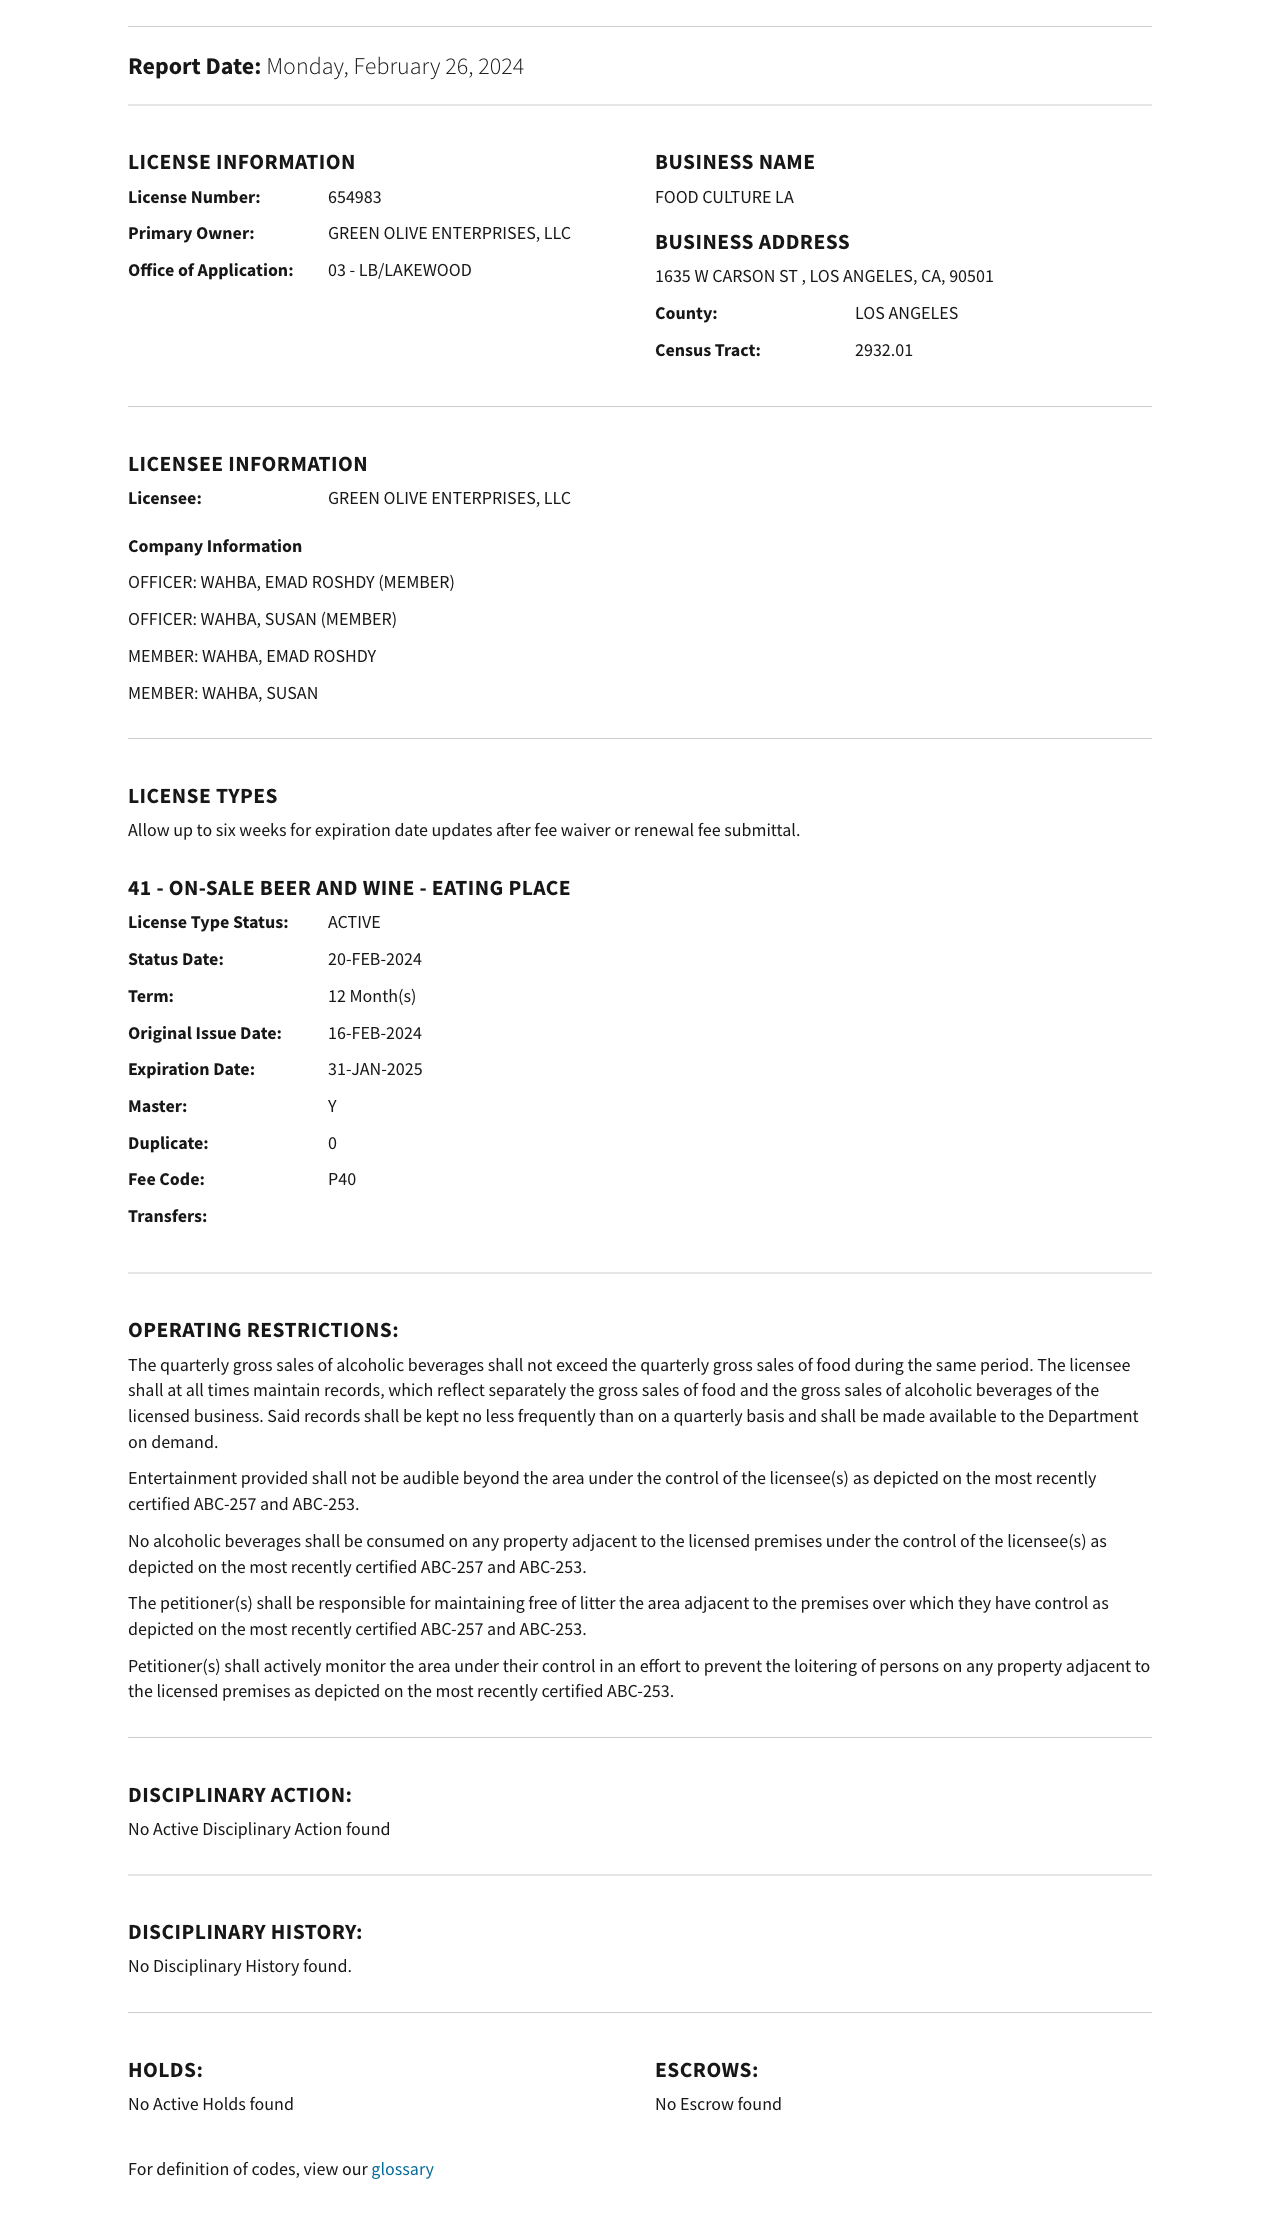 Report Date: Monday, February 26, 2024
LICENSE INFORMATION
License Number: 654983
Primary Owner: GREEN OLIVE ENTERPRISES, LLC
Office of Application: 03 - LB/LAKEWOOD
BUSINESS NAME
FOOD CULTURE LA
BUSINESS ADDRESS
1635 W CARSON ST , LOS ANGELES, CA, 90501
County: LOS ANGELES
Census Tract: 2932.01
LICENSEE INFORMATION
Licensee: GREEN OLIVE ENTERPRISES, LLC
Company Information
OFFICER: WAHBA, EMAD ROSHDY (MEMBER)
OFFICER: WAHBA, SUSAN (MEMBER)
MEMBER: WAHBA, EMAD ROSHDY
MEMBER: WAHBA, SUSAN
LICENSE TYPES
Allow up to six weeks for expiration date updates after fee waiver or renewal fee submittal.
41 - ON-SALE BEER AND WINE - EATING PLACE
License Type Status: ACTIVE
Status Date: 20-FEB-2024
Term: 12 Month(s)
Original Issue Date: 16-FEB-2024
Expiration Date: 31-JAN-2025
Master: Y
Duplicate: 0
Fee Code: P40
Transfers:
OPERATING RESTRICTIONS:
The quarterly gross sales of alcoholic beverages shall not exceed the quarterly gross sales of food during the same period. The licensee
shall at all times maintain records, which reflect separately the gross sales of food and the gross sales of alcoholic beverages of the
licensed business. Said records shall be kept no less frequently than on a quarterly basis and shall be made available to the Department
on demand.
Entertainment provided shall not be audible beyond the area under the control of the licensee(s) as depicted on the most recently
certified ABC-257 and ABC-253.
No alcoholic beverages shall be consumed on any property adjacent to the licensed premises under the control of the licensee(s) as
depicted on the most recently certified ABC-257 and ABC-253.
The petitioner(s) shall be responsible for maintaining free of litter the area adjacent to the premises over which they have control as
depicted on the most recently certified ABC-257 and ABC-253.
Petitioner(s) shall actively monitor the area under their control in an effort to prevent the loitering of persons on any property adjacent to
the licensed premises as depicted on the most recently certified ABC-253.
DISCIPLINARY ACTION:
No Active Disciplinary Action found
DISCIPLINARY HISTORY:
No Disciplinary History found.
HOLDS:
No Active Holds found
ESCROWS:
No Escrow found
For definition of codes, view our glossary